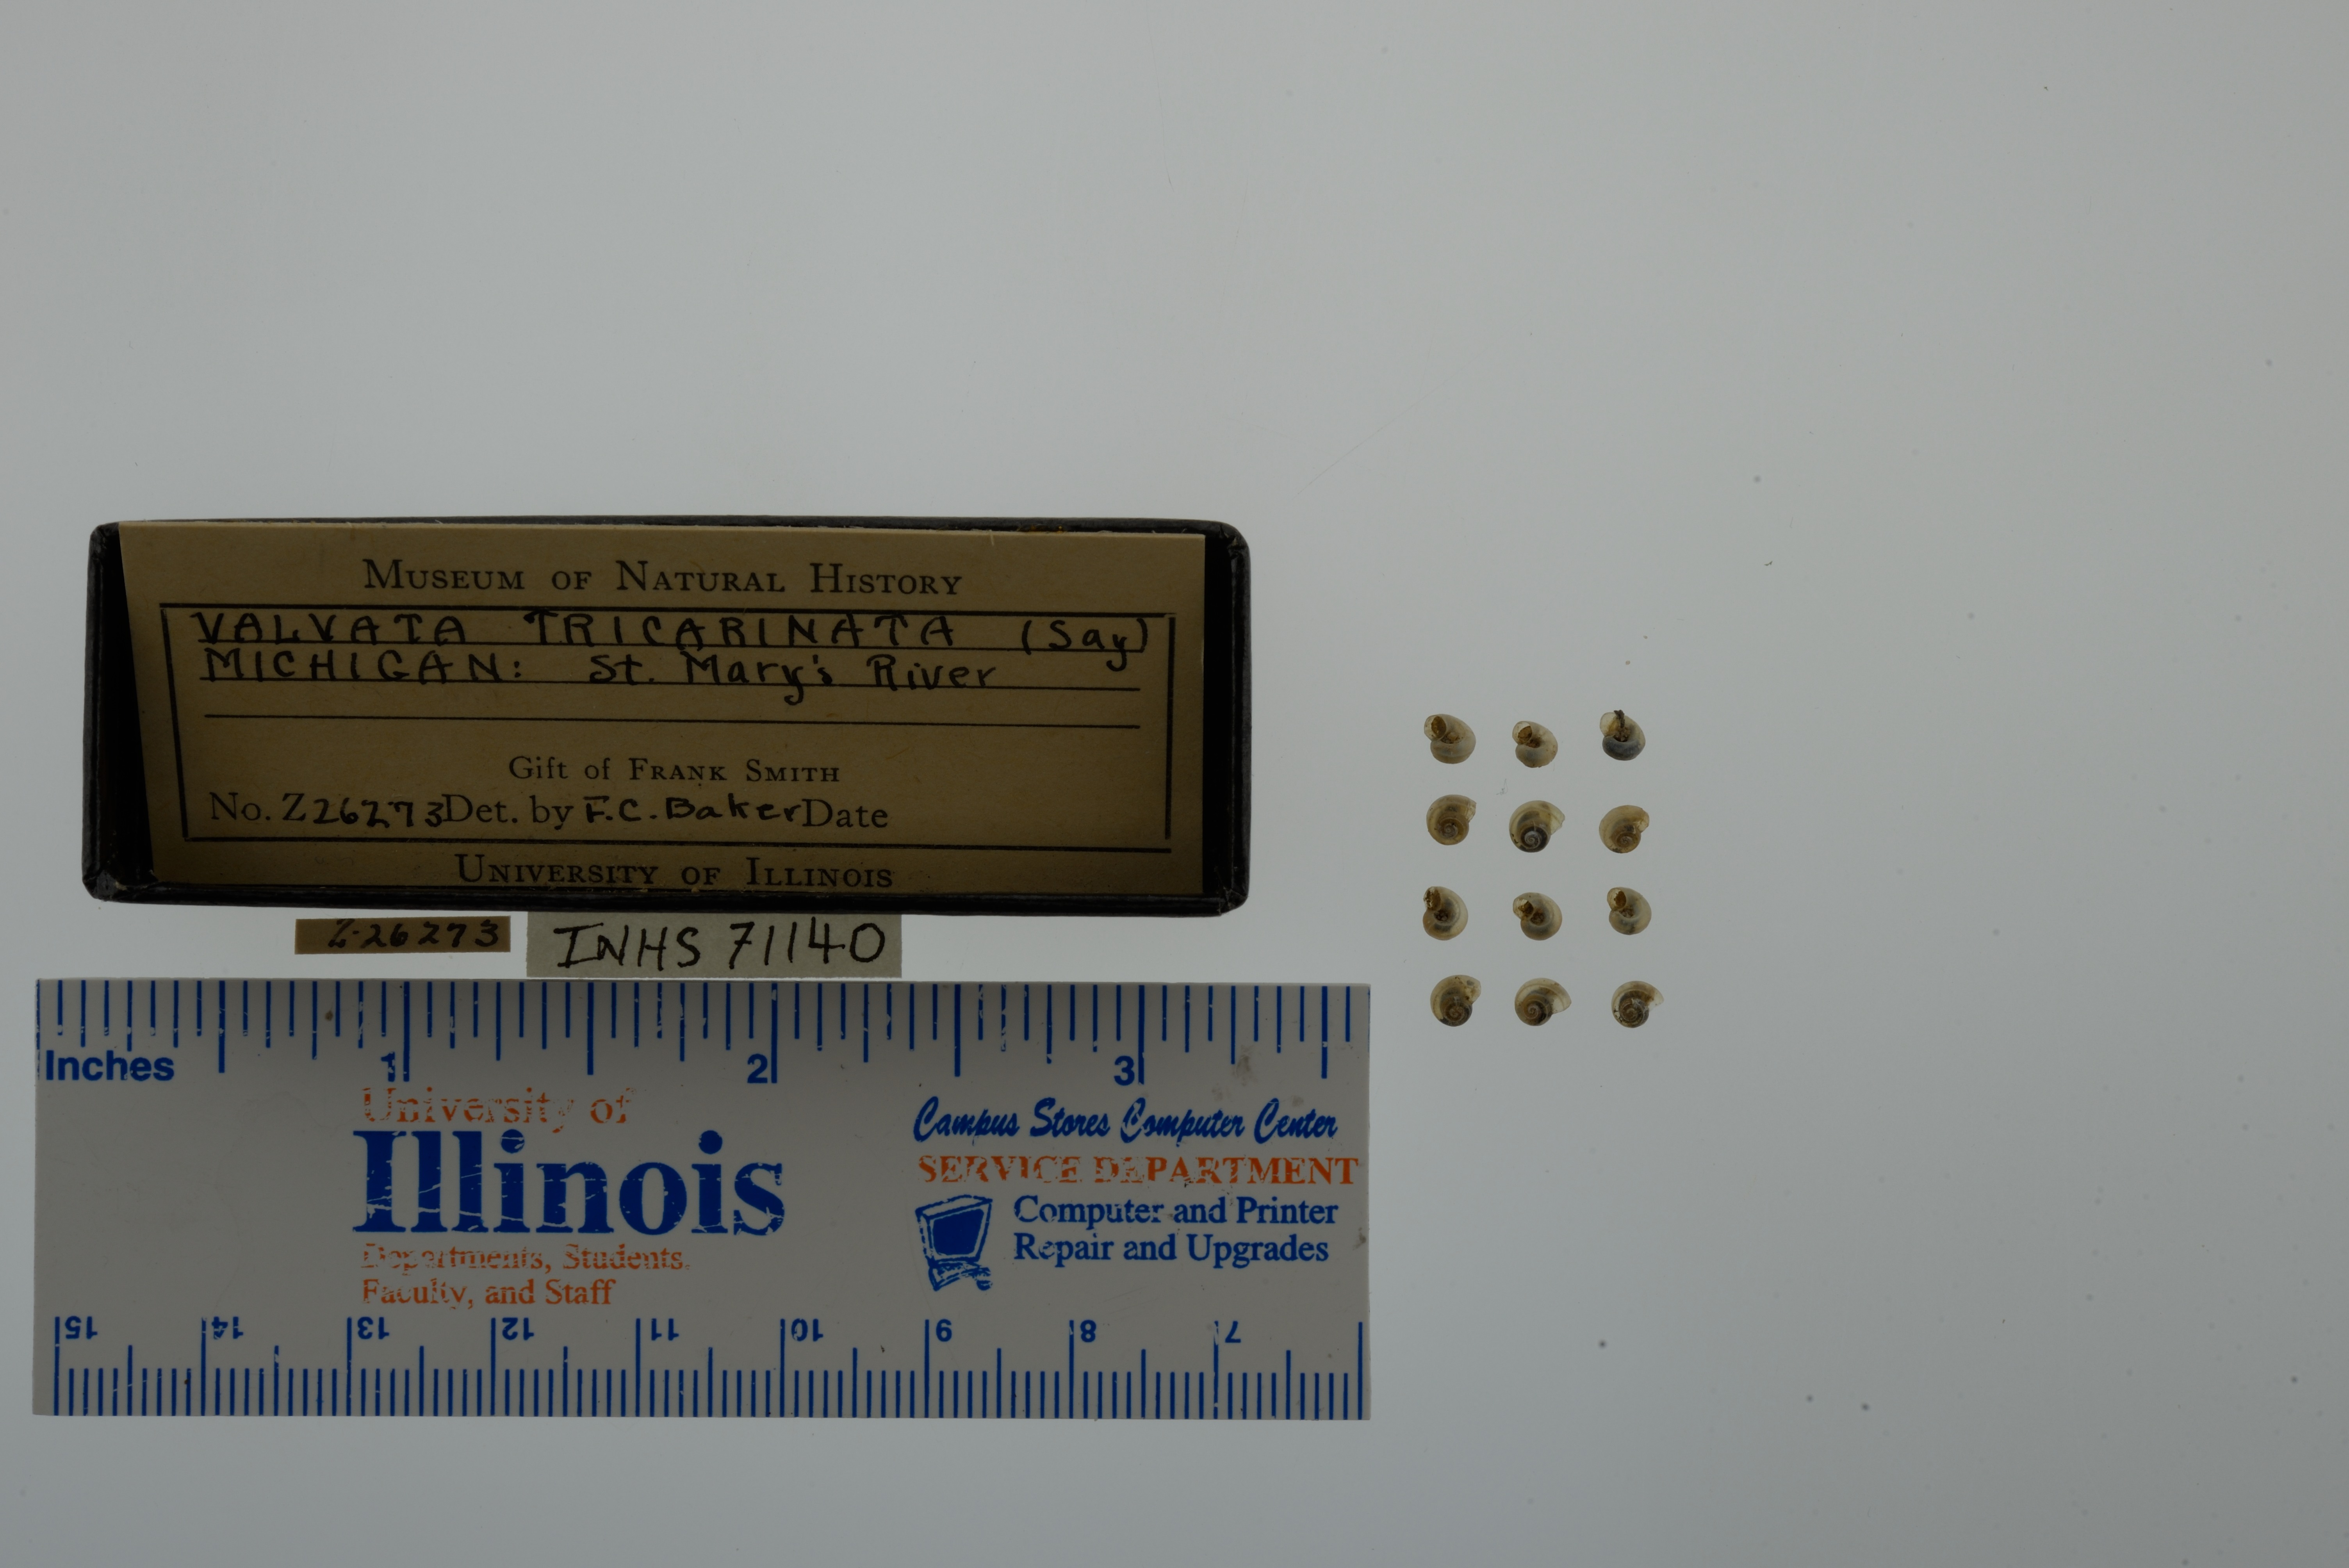 MUSEUM OF NATURAL HISTORY
VALVATA TRICARINATA (Say)
MICHIGAN: St. Mary's River
Gift of FRANK SMITH
No. Z26273 Det. by F.C. Baker Date
UNIVERSITY OF ILLINOIS
Z-26273
INHS 71140
Inches 1 2 3
University of
Illinois
Departments, Students,
Faculty, and Staff
Campus Stores Computer Center
SERVICE DEPARTMENT
Computer and Printer
Repair and Upgrades
15 14 13 12 11 10 9 8 7